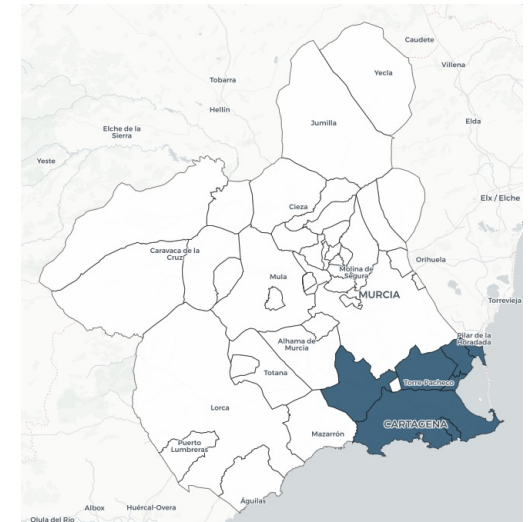 Caudete
Villena
Yecla
Tobarra
Hellín
Jumilla
Elda
Elche de la
Sierra
Yeste
Elx / Elche
Cieza
Caravaca de la
Cruz
Orihuela
Mula
Molina de
Segura
MURCIA
Torrevieja
Pilar de la
Horadada
Alhama de
Murcia
Totana
Torre-Pacheco
Lorca
CARTAGENA
Mazarrón
Puerto
Lumbreras
Águilas
Albox
Huércal-Overa
Olula del Río